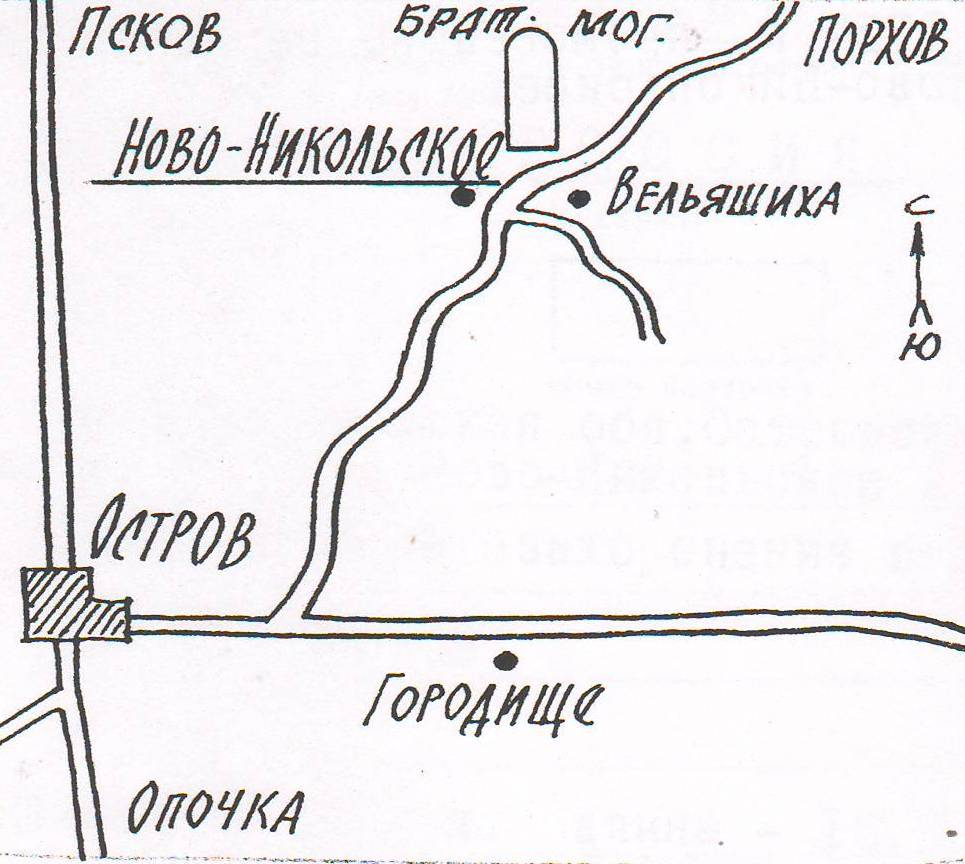 Псков
Брат. мог.
Порхов
Ново-Никольское
Вельяшиха
С
Ю
Остров
Городище
Опочка